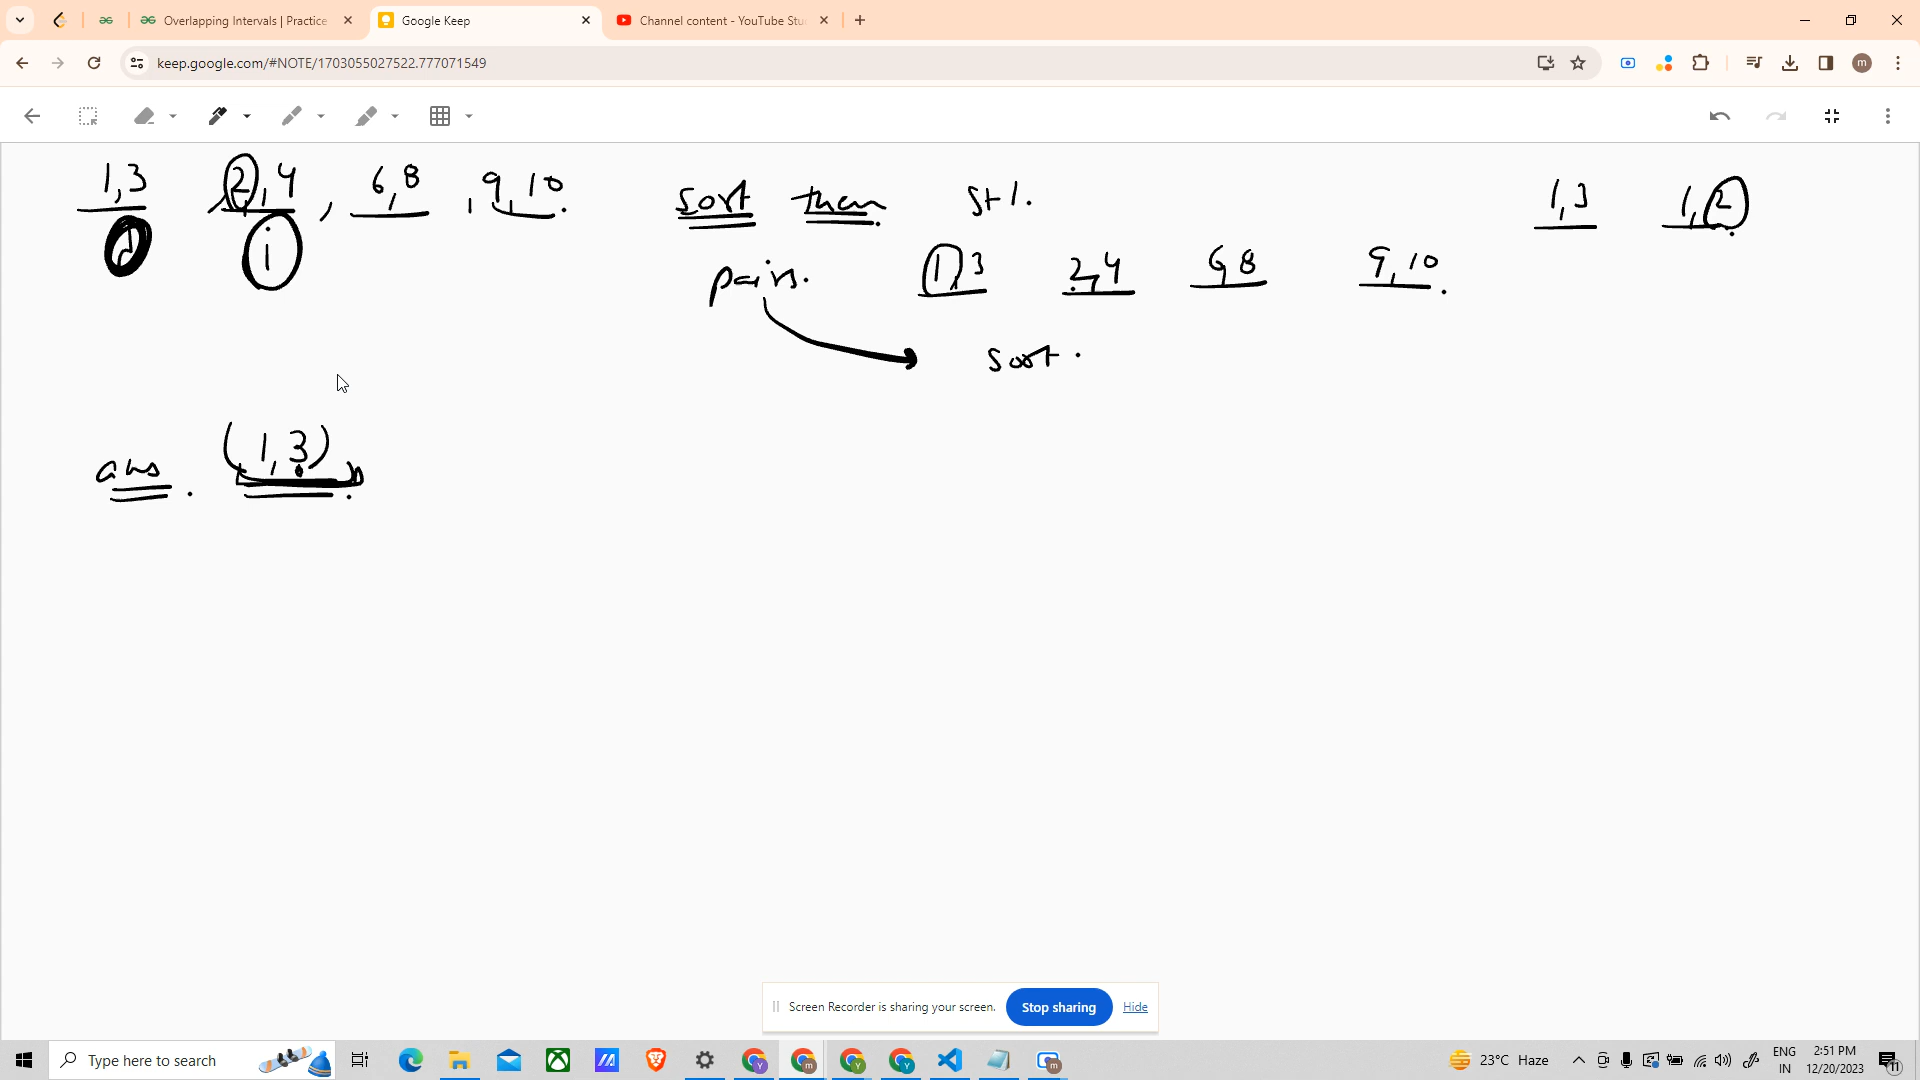 Overlapping Intervals | Practice
Google Keep
Channel content - YouTube Stu
keep.google.com/#NOTE/1703055027522.777071549
m
1,3 2,4 , 6,8 , 9,10. sort them stl. 1,3 1,2.
i
pairs. 1,3 2,4 6,8 9,10.
sort.
ans. (1,3).
Screen Recorder is sharing your screen. Stop sharing Hide
Type here to search
23°C Haze
ENG
IN
2:51 PM
12/20/2023
11